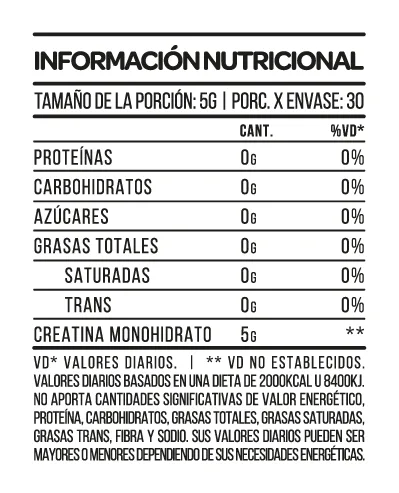 INFORMACIÓN NUTRICIONAL
TAMAÑO DE LA PORCIÓN: 5G | PORC. X ENVASE: 30
CANT. %VD*
PROTEÍNAS 0G 0%
CARBOHIDRATOS 0G 0%
AZÚCARES 0G 0%
GRASAS TOTALES 0G 0%
SATURADAS 0G 0%
TRANS 0G 0%
CREATINA MONOHIDRATO 5G **
VD* VALORES DIARIOS. | ** VD NO ESTABLECIDOS.
VALORES DIARIOS BASADOS EN UNA DIETA DE 2000KCAL U 8400KJ.
NO APORTA CANTIDADES SIGNIFICATIVAS DE VALOR ENERGÉTICO,
PROTEÍNA, CARBOHIDRATOS, GRASAS TOTALES, GRASAS SATURADAS,
GRASAS TRANS, FIBRA Y SODIO. SUS VALORES DIARIOS PUEDEN SER
MAYORES O MENORES DEPENDIENDO DE SUS NECESIDADES ENERGÉTICAS.